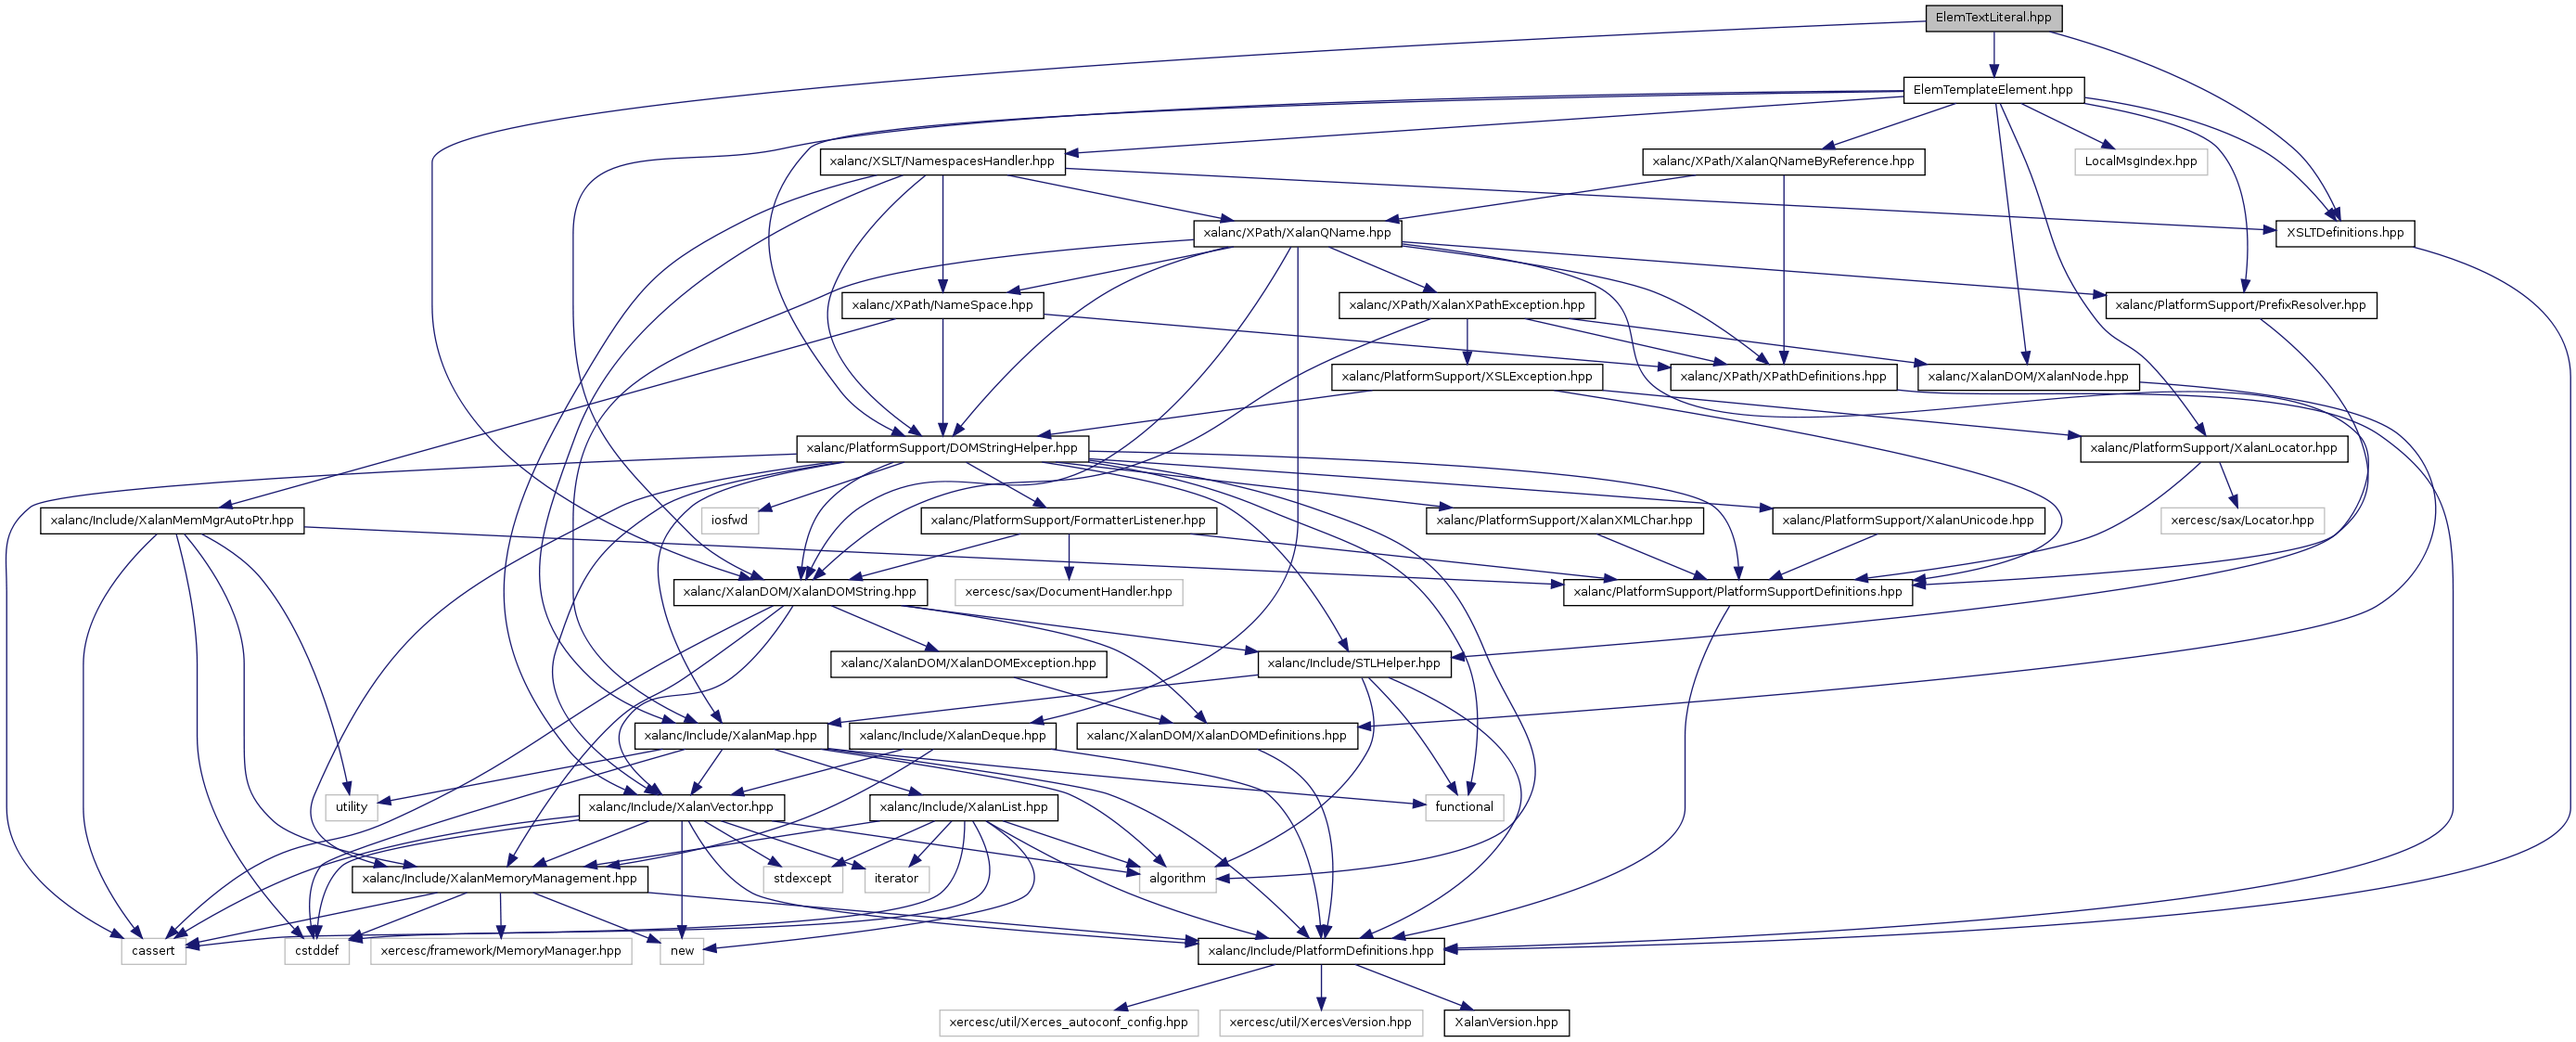 ElemTextLiteral.hpp
ElemTemplateElement.hpp
xalanc/XSLT/NamespacesHandler.hpp
xalanc/XPath/XalanQNameByReference.hpp
LocalMsgIndex.hpp
xalanc/XPath/XalanQName.hpp
XSLTDefinitions.hpp
xalanc/XPath/NameSpace.hpp
xalanc/XPath/XalanXPathException.hpp
xalanc/PlatformSupport/PrefixResolver.hpp
xalanc/PlatformSupport/XSLException.hpp
xalanc/XPath/XPathDefinitions.hpp
xalanc/XalanDOM/XalanNode.hpp
xalanc/PlatformSupport/DOMStringHelper.hpp
xalanc/PlatformSupport/XalanLocator.hpp
xalanc/Include/XalanMemMgrAutoPtr.hpp
iosfwd
xalanc/PlatformSupport/FormatterListener.hpp
xalanc/PlatformSupport/XalanXMLChar.hpp
xalanc/PlatformSupport/XalanUnicode.hpp
xercesc/sax/Locator.hpp
xalanc/XalanDOM/XalanDOMString.hpp
xercesc/sax/DocumentHandler.hpp
xalanc/PlatformSupport/PlatformSupportDefinitions.hpp
xalanc/XalanDOM/XalanDOMException.hpp
xalanc/Include/STLHelper.hpp
xalanc/Include/XalanMap.hpp
xalanc/Include/XalanDeque.hpp
xalanc/XalanDOM/XalanDOMDefinitions.hpp
utility
xalanc/Include/XalanVector.hpp
xalanc/Include/XalanList.hpp
functional
xalanc/Include/XalanMemoryManagement.hpp
stdexcept
iterator
algorithm
cassert
cstddef
xercesc/framework/MemoryManager.hpp
new
xalanc/Include/PlatformDefinitions.hpp
xercesc/util/Xerces_autoconf_config.hpp
xercesc/util/XercesVersion.hpp
XalanVersion.hpp